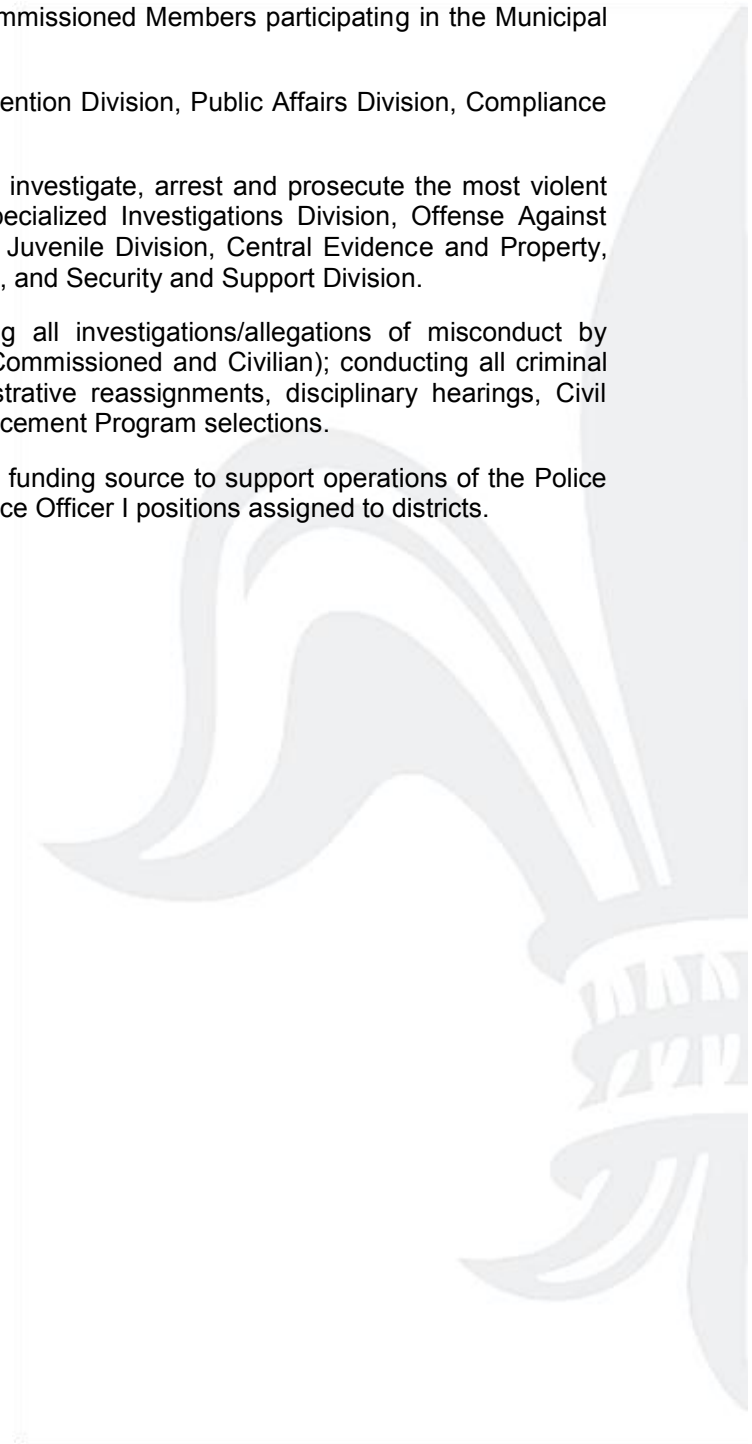 mmissioned Members participating in the Municipal
ention Division, Public Affairs Division, Compliance
investigate, arrest and prosecute the most violent
pecialized Investigations Division, Offense Against
Juvenile Division, Central Evidence and Property,
, and Security and Support Division.
g all investigations/allegations of misconduct by
Commissioned and Civilian); conducting all criminal
strative reassignments, disciplinary hearings, Civil
cement Program selections.
funding source to support operations of the Police
ce Officer I positions assigned to districts.